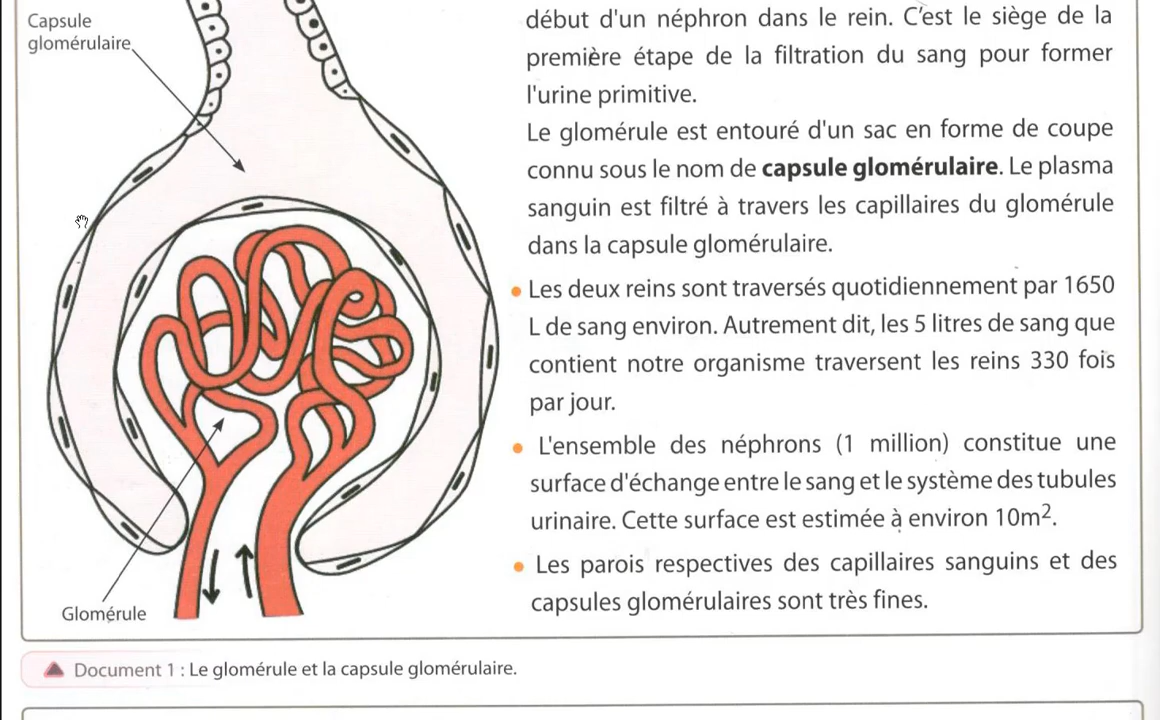 Capsule
glomérulaire
début d'un néphron dans le rein. C'est le siège de la
première étape de la filtration du sang pour former
l'urine primitive.
Le glomérule est entouré d'un sac en forme de coupe
connu sous le nom de capsule glomérulaire. Le plasma
sanguin est filtré à travers les capillaires du glomérule
dans la capsule glomérulaire.
• Les deux reins sont traversés quotidiennement par 1650
L de sang environ. Autrement dit, les 5 litres de sang que
contient notre organisme traversent les reins 330 fois
par jour.
• L'ensemble des néphrons (1 million) constitue une
surface d'échange entre le sang et le système des tubules
urinaire. Cette surface est estimée à environ 10m².
• Les parois respectives des capillaires sanguins et des
capsules glomérulaires sont très fines.
Glomérule
Document 1 : Le glomérule et la capsule glomérulaire.